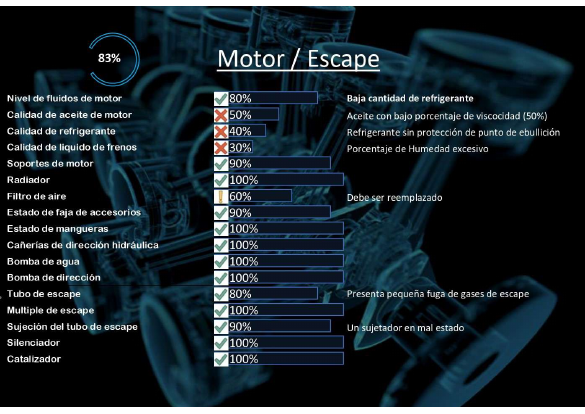 83%
Motor / Escape
Nivel de fluidos de motor 80% Baja cantidad de refrigerante
Calidad de aceite de motor 50% Aceite con bajo porcentaje de viscocidad (50%)
Calidad de refrigerante 40% Refrigerante sin protección de punto de ebullición
Calidad de liquido de frenos 30% Porcentaje de Humedad excesivo
Soportes de motor 90%
Radiador 100%
Filtro de aire 60% Debe ser reemplazado
Estado de faja de accesorios 90%
Estado de mangueras 100%
Cañerías de dirección hidráulica 100%
Bomba de agua 100%
Bomba de dirección 100%
Tubo de escape 80% Presenta pequeña fuga de gases de escape
Multiple de escape 100%
Sujeción del tubo de escape 90% Un sujetador en mal estado
Silenciador 100%
Catalizador 100%